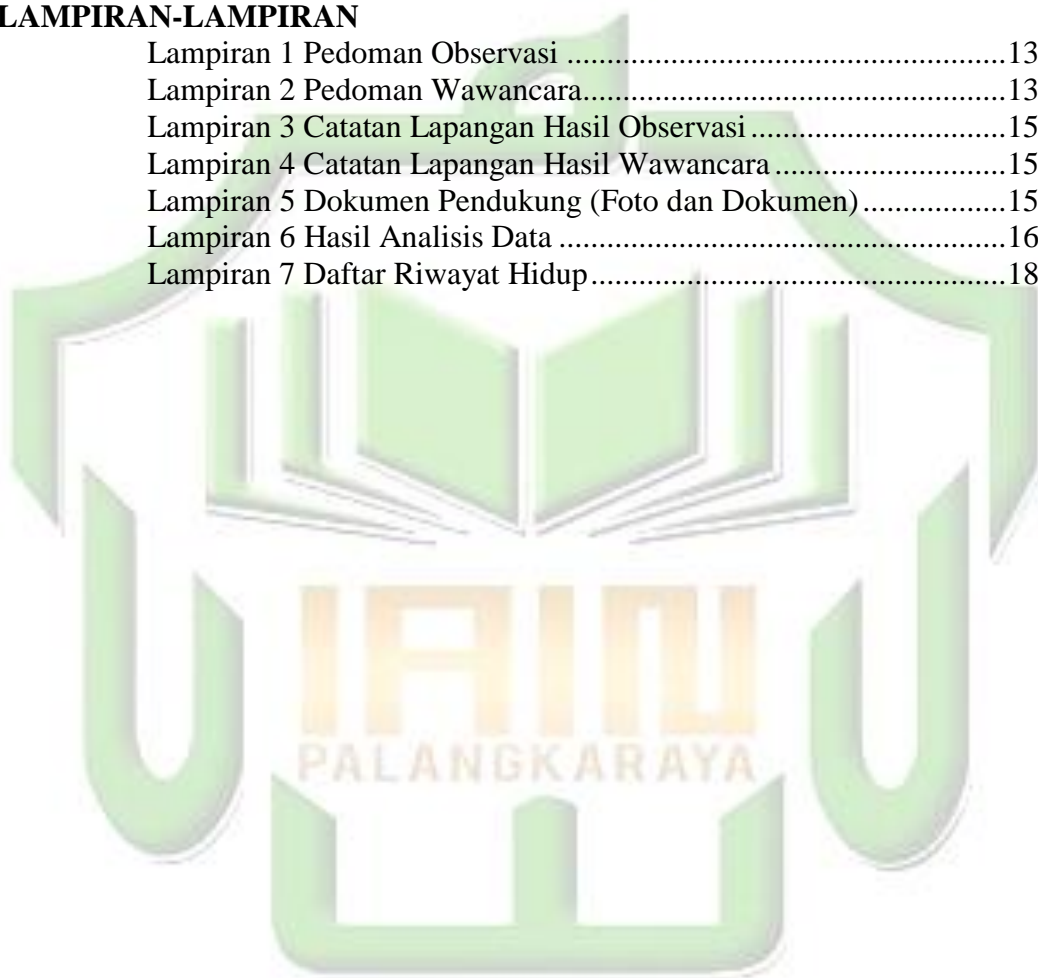 LAMPIRAN-LAMPIRAN
Lampiran 1 Pedoman Observasi ......................................................13
Lampiran 2 Pedoman Wawancara....................................................13
Lampiran 3 Catatan Lapangan Hasil Observasi ...............................15
Lampiran 4 Catatan Lapangan Hasil Wawancara ............................15
Lampiran 5 Dokumen Pendukung (Foto dan Dokumen) .................15
Lampiran 6 Hasil Analisis Data .......................................................16
Lampiran 7 Daftar Riwayat Hidup...................................................18
IAIN
PALANGKARAYA